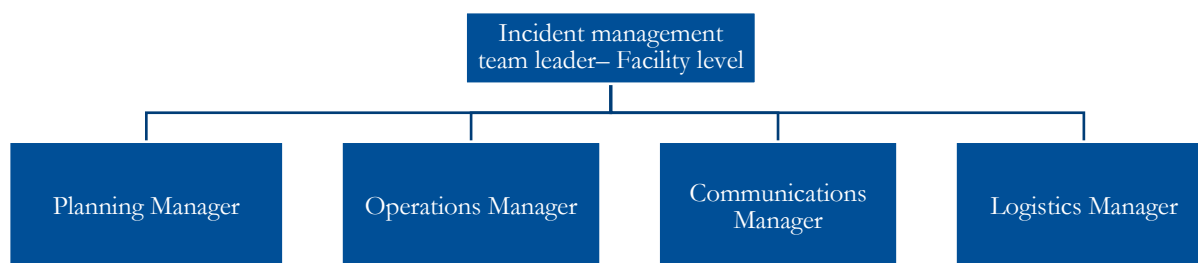 Incident management
team leader– Facility level
Planning Manager
Operations Manager
Communications
Manager
Logistics Manager